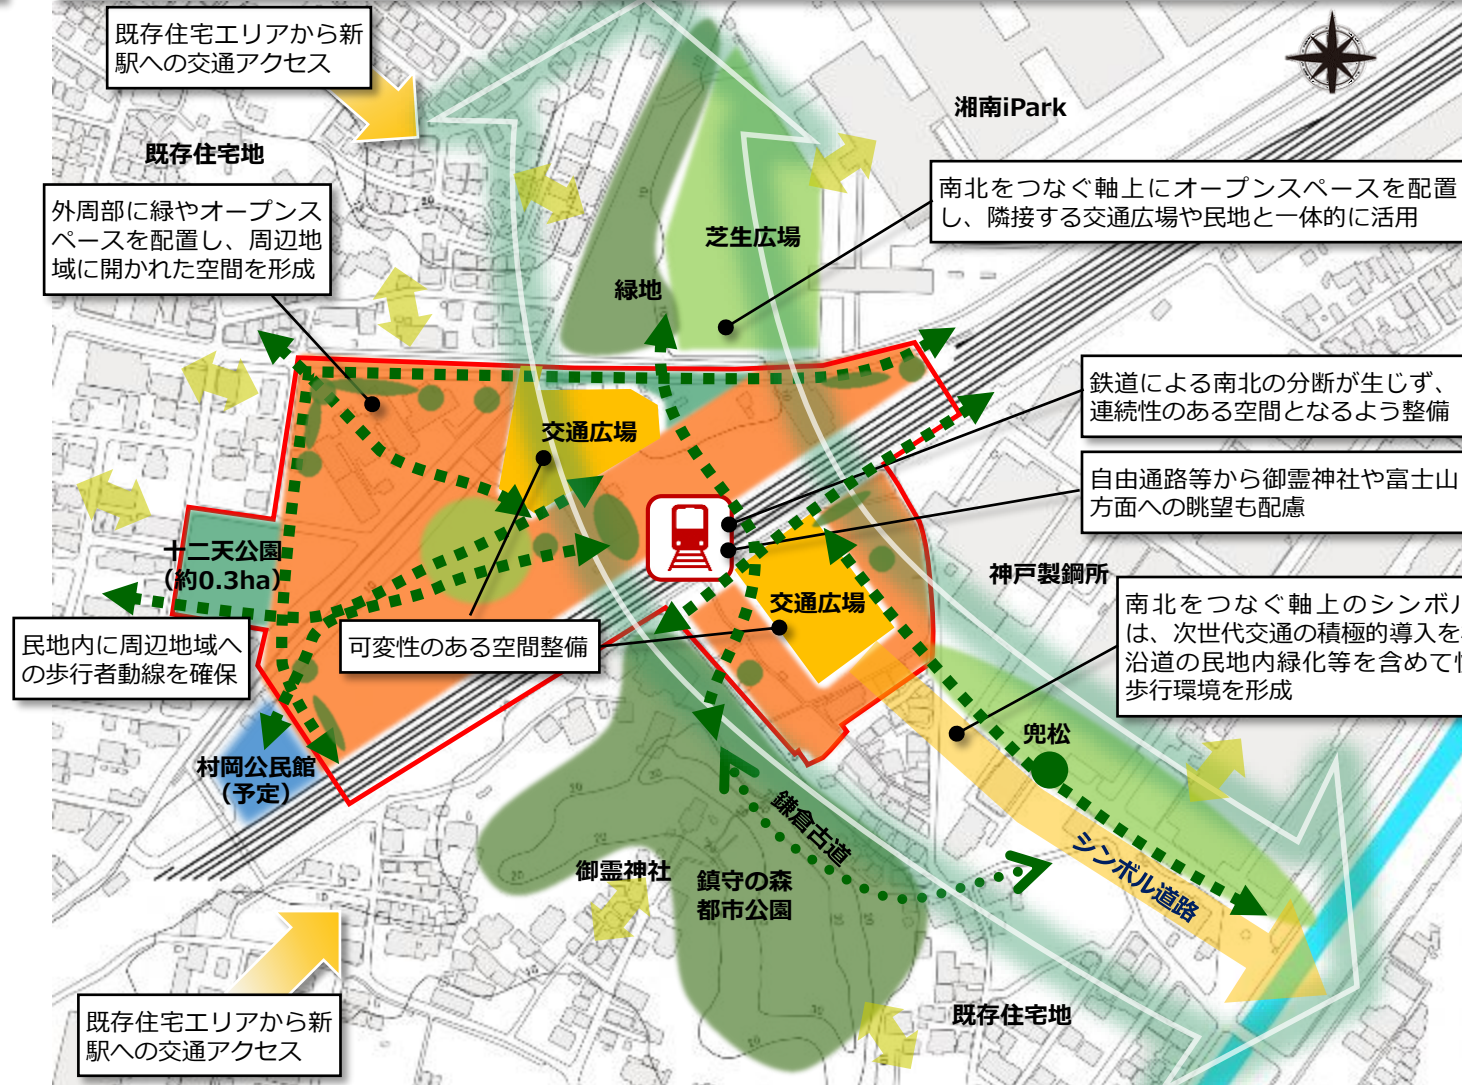 既存住宅エリアから新
駅への交通アクセス
湘南iPark
既存住宅地
南北をつなぐ軸上にオープンスペースを配置
し、隣接する交通広場や民地と一体的に活用
外周部に緑やオープンス
ペースを配置し、周辺地
域に開かれた空間を形成
芝生広場
緑地
鉄道による南北の分断が生じず、
連続性のある空間となるよう整備
交通広場
自由通路等から御霊神社や富士山
方面への眺望も配慮
十二天公園
(約0.3ha)
神戸製鋼所
交通広場
南北をつなぐ軸上のシンボル
は、次世代交通の積極的導入を
沿道の民地内緑化等を含めて
歩行環境を形成
民地内に周辺地域へ
の歩行者動線を確保
可変性のある空間整備
兜松
村岡公民館
(予定)
鎌倉古道
シンボル道路
御霊神社
鎮守の森
都市公園
既存住宅エリアから新
駅への交通アクセス
既存住宅地